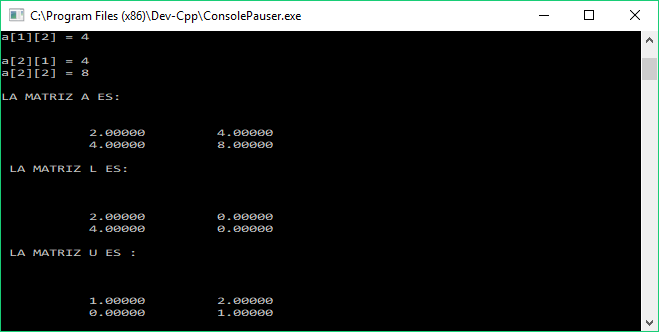 C:\Program Files (x86)\Dev-Cpp\ConsolePauser.exe
a[1][2] = 4
a[2][1] = 4
a[2][2] = 8
LA MATRIZ A ES:
2.00000 4.00000
4.00000 8.00000
LA MATRIZ L ES:
2.00000 0.00000
4.00000 0.00000
LA MATRIZ U ES :
1.00000 2.00000
0.00000 1.00000